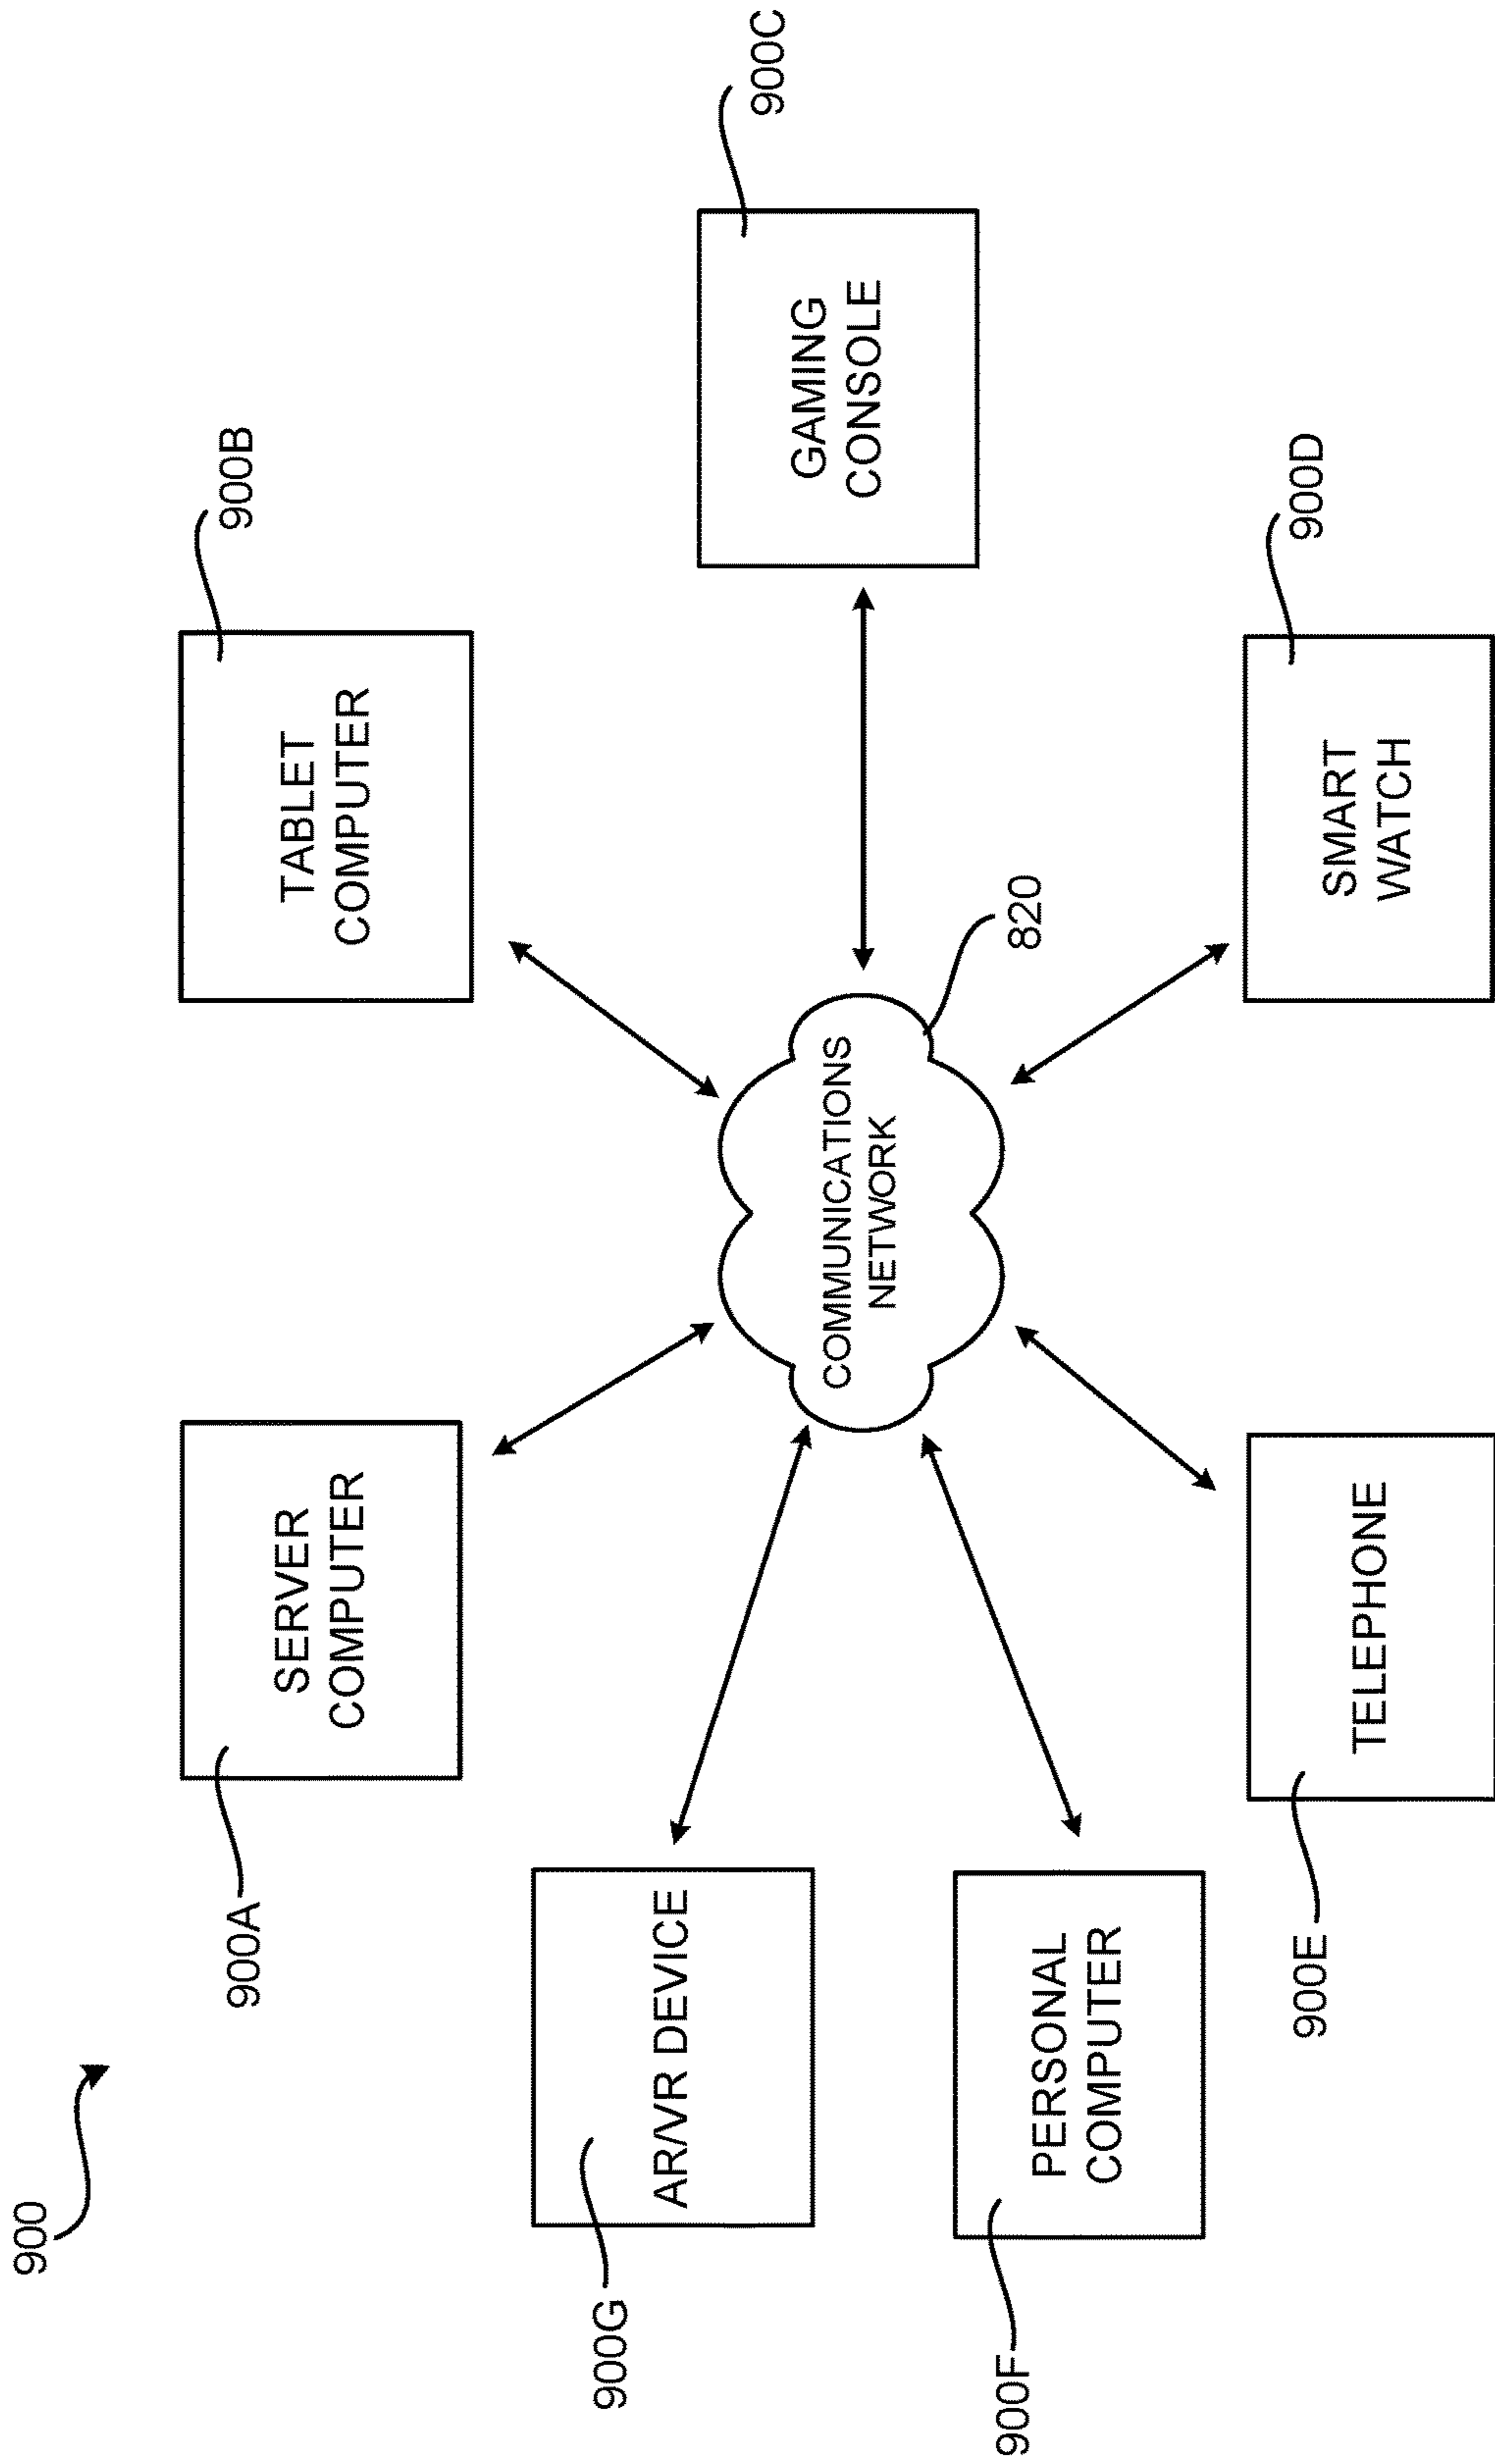 900
900A
SERVER
COMPUTER
TABLET
COMPUTER
900B
900G
AR/VR DEVICE
COMMUNICATIONS
NETWORK
820
GAMING
CONSOLE
900C
900F
PERSONAL
COMPUTER
900E
TELEPHONE
SMART
WATCH
900D